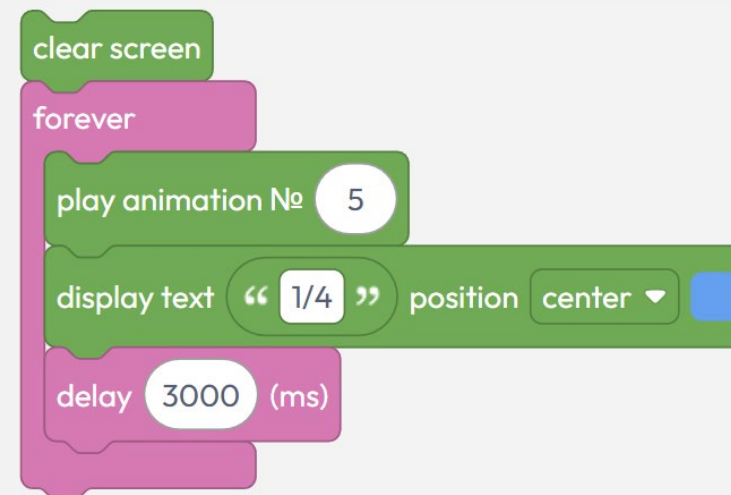 clear screen
forever
play animation № 5
display text “ 1/4 ” position center
delay 3000 (ms)